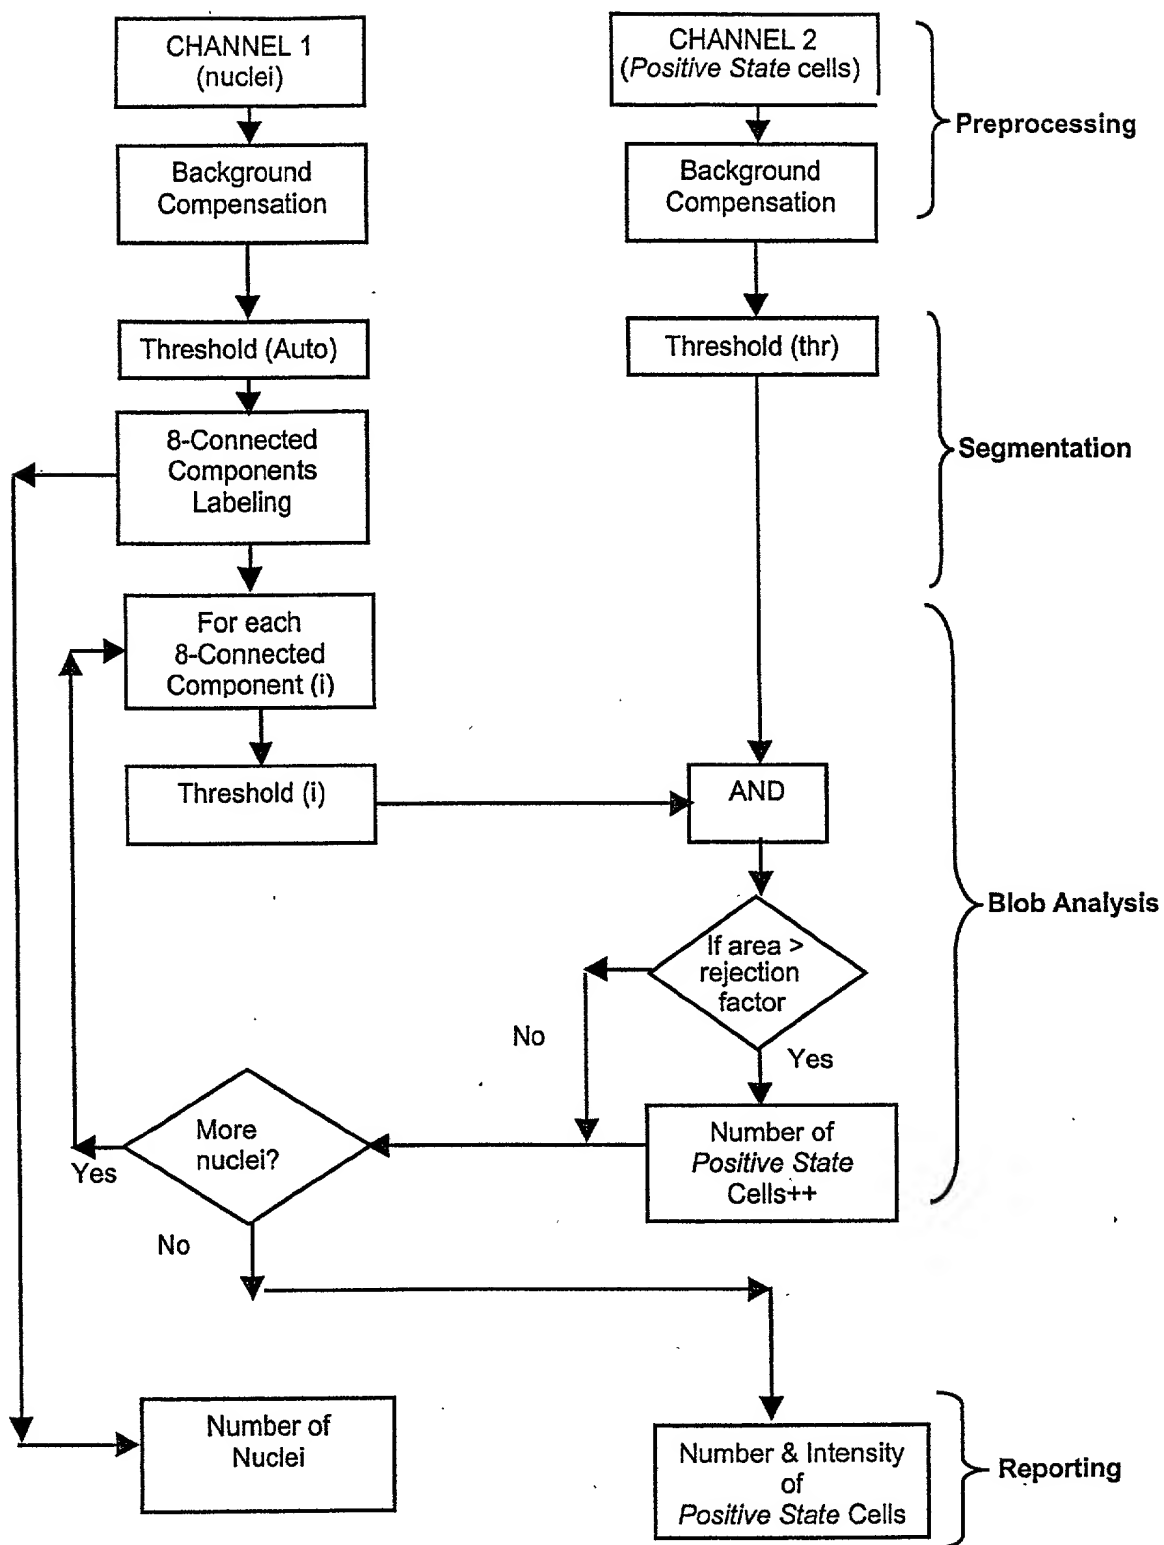 CHANNEL 1
(nuclei)
CHANNEL 2
(Positive State cells)
Preprocessing
Background
Compensation
Background
Compensation
Threshold (Auto)
Threshold (thr)
8-Connected
Components
Labeling
Segmentation
For each
8-Connected
Component (i)
Threshold (i)
AND
Blob Analysis
If area >
rejection
factor
No
Yes
More
nuclei?
Yes
Number of
Positive State
Cells++
No
Number of
Nuclei
Number & Intensity
of
Positive State Cells
Reporting